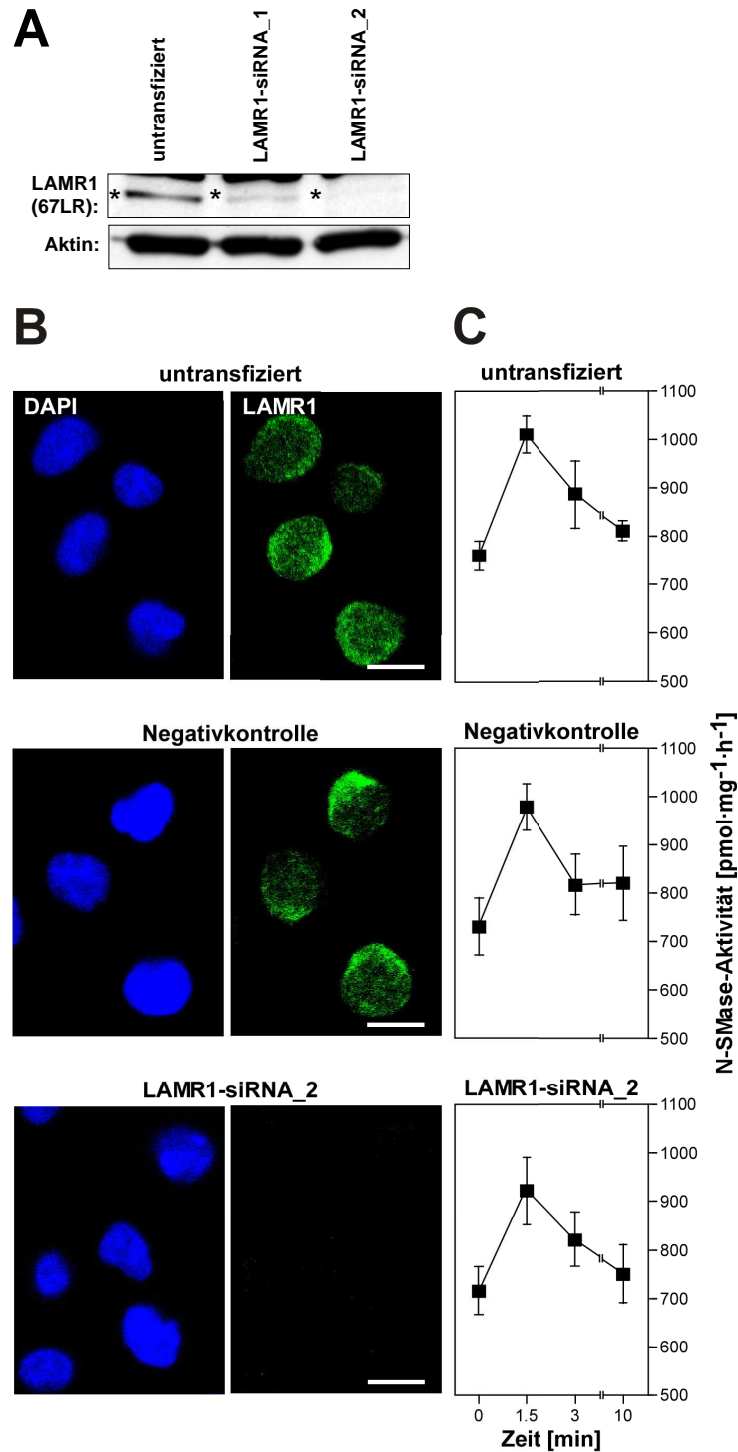 A
untransfiziert
LAMR1-siRNA_1
LAMR1-siRNA_2
LAMR1
(67LR):
* * *
Aktin:
B
untransfiziert
DAPI
LAMR1
Negativkontrolle
LAMR1-siRNA_2
C
untransfiziert
1100
1000
900
800
700
600
500
Negativkontrolle
1100
1000
900
800
700
600
500
LAMR1-siRNA_2
1100
1000
900
800
700
600
500
0 1.5 3 10
Zeit [min]
N-SMase-Aktivität [pmol·mg⁻¹·h⁻¹]